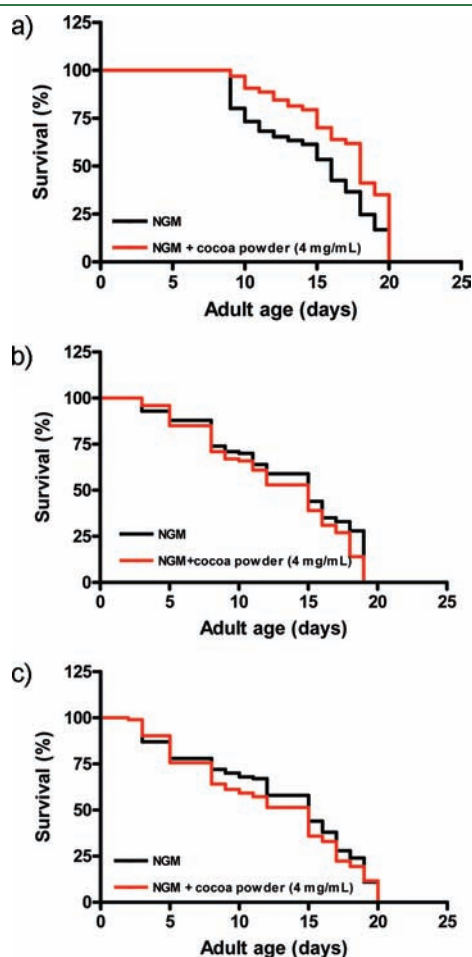 a)
125
100
75
50
25
0
Survival (%)
NGM
NGM + cocoa powder (4 mg/mL)
0 5 10 15 20 25
Adult age (days)
b)
125
100
75
50
25
0
Survival (%)
NGM
NGM+cocoa powder (4 mg/mL)
0 5 10 15 20 25
Adult age (days)
c)
125
100
75
50
25
0
Survival (%)
NGM
NGM + cocoa powder (4 mg/mL)
0 5 10 15 20 25
Adult age (days)